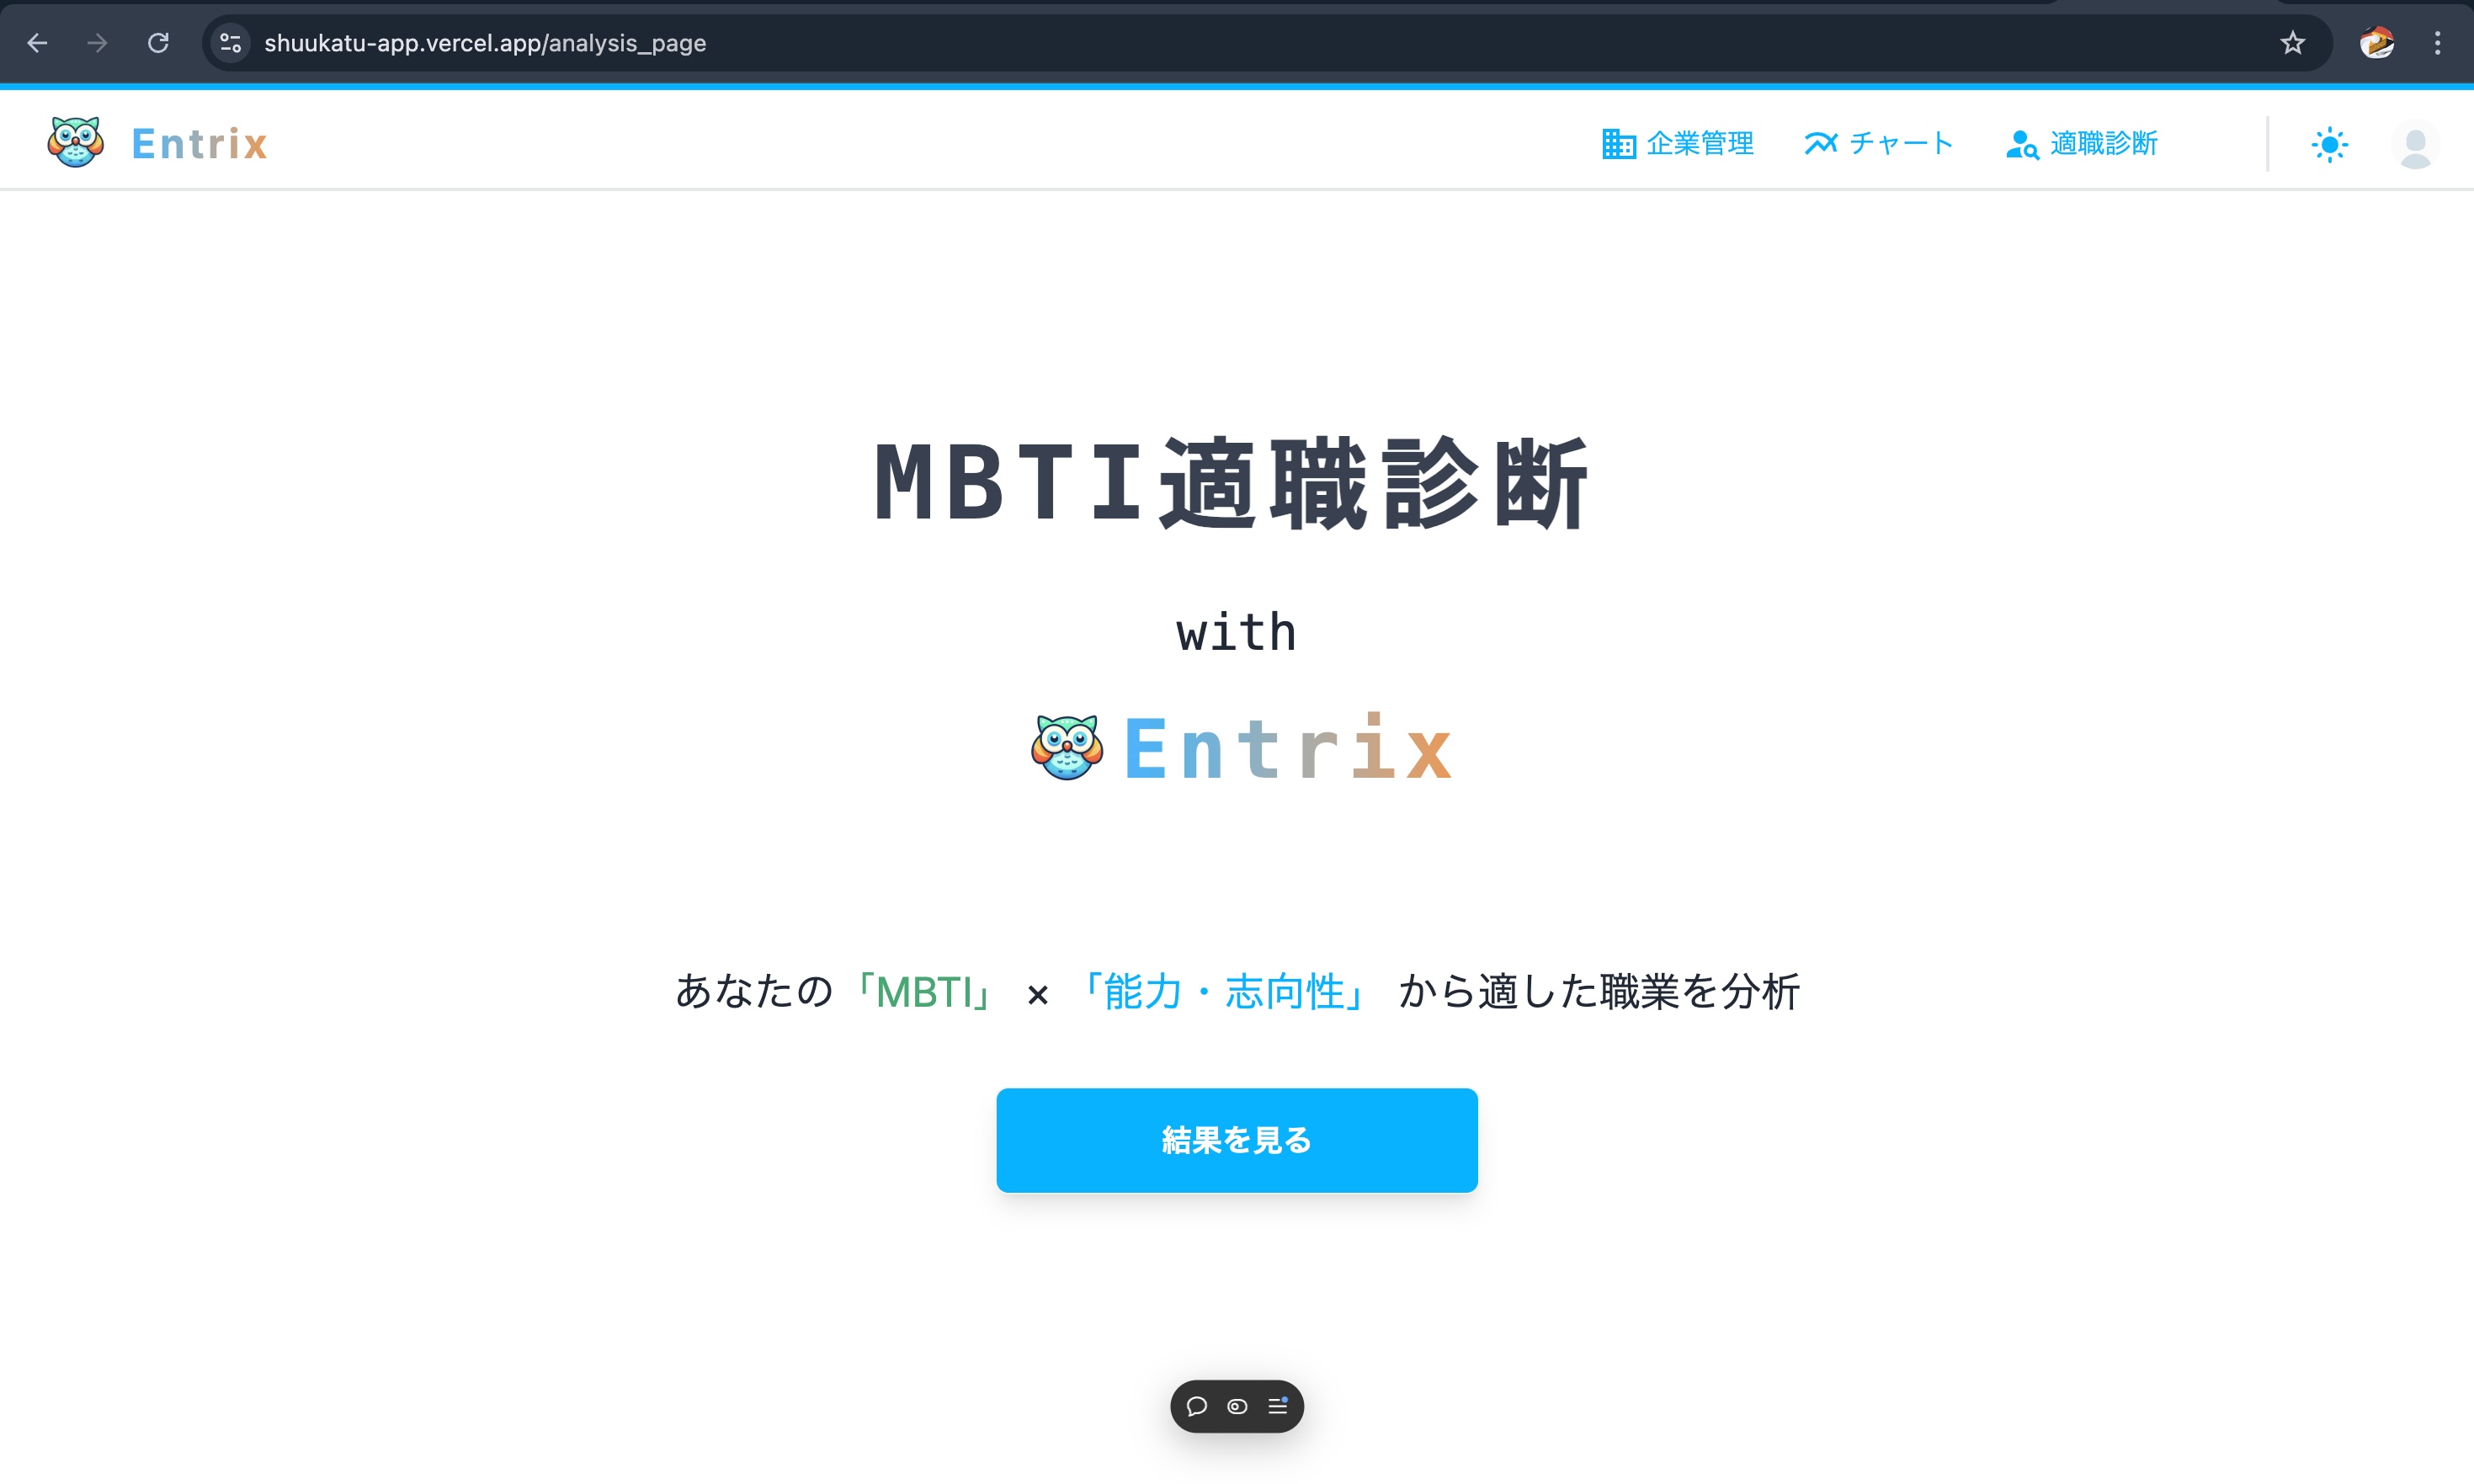 shuukatu-app.vercel.app/analysis_page
Entrix 企業管理 チャート 適職診断
MBTI適職診断
with
Entrix
あなたの「MBTI」 × 「能力・志向性」 から適した職業を分析
結果を見る